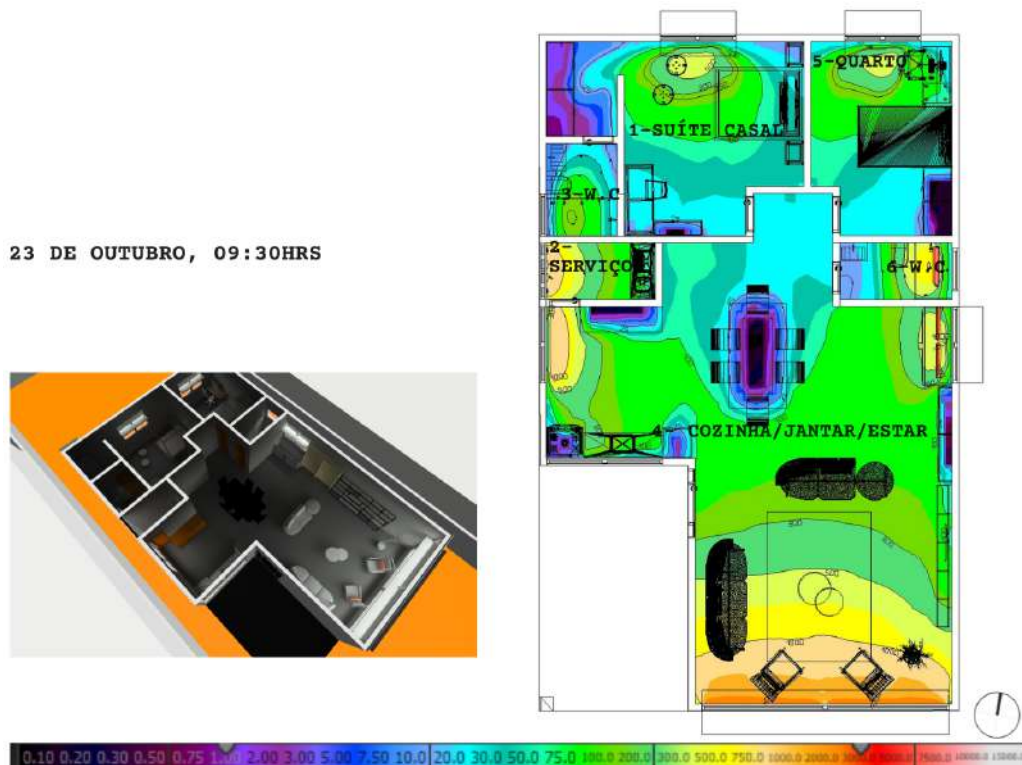 23 DE OUTUBRO, 09:30HRS
5-QUARTO
1-SUÍTE CASAL
3-W.C
2-
SERVIÇO
6-W.C
4- COZINHA/JANTAR/ESTAR
0.10 0.20 0.30 0.50 0.75 1.00 2.00 3.00 5.00 7.50 10.0 20.0 30.0 50.0 75.0 100.0 200.0 300.0 500.0 750.0 1000.0 2000.0